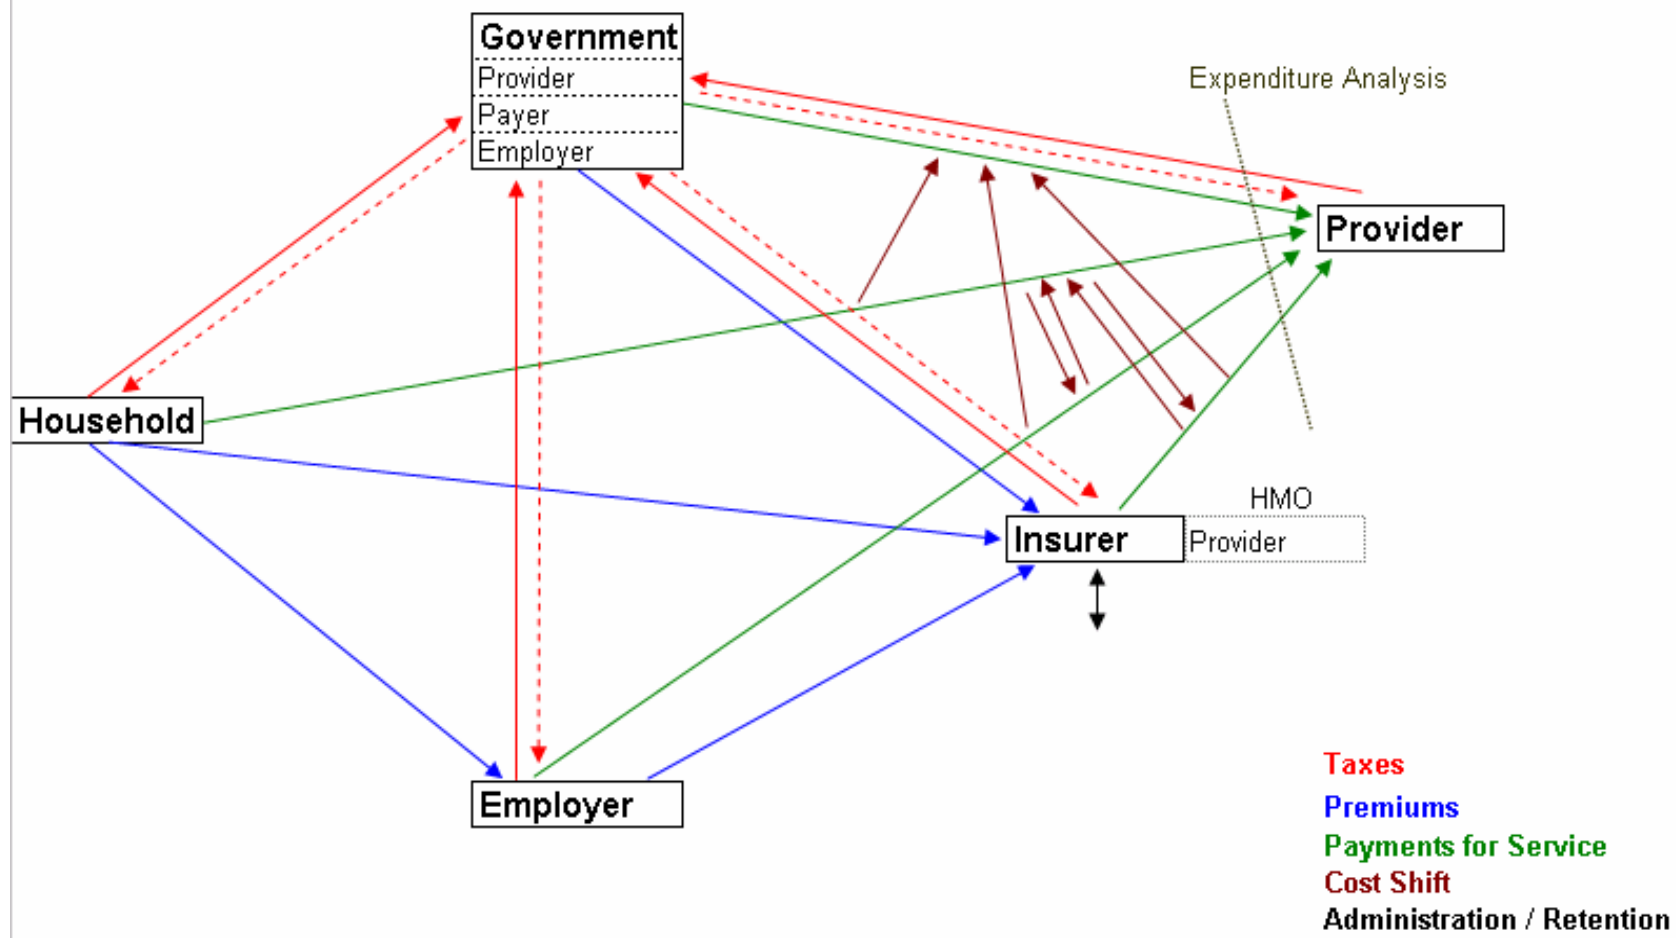 Government
Provider
Payer
Employer
Expenditure Analysis
Provider
Household
HMO
Insurer
Provider
Employer
Taxes
Premiums
Payments for Service
Cost Shift
Administration / Retention